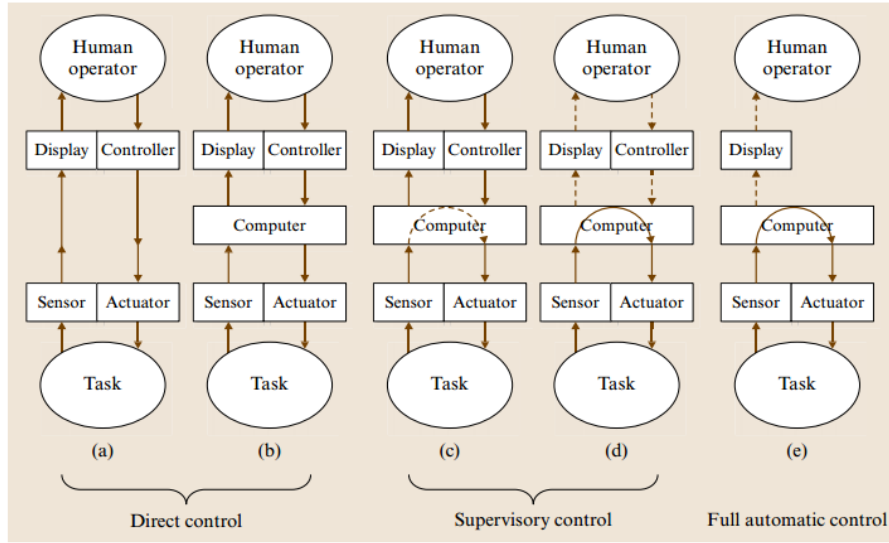 Human
operator
Human
operator
Human
operator
Human
operator
Human
operator
Display Controller
Display Controller
Display Controller
Display Controller
Display
Computer
Computer
Computer
Computer
Sensor Actuator
Sensor Actuator
Sensor Actuator
Sensor Actuator
Sensor Actuator
Task
Task
Task
Task
Task
(a)
(b)
(c)
(d)
(e)
Direct control
Supervisory control
Full automatic control